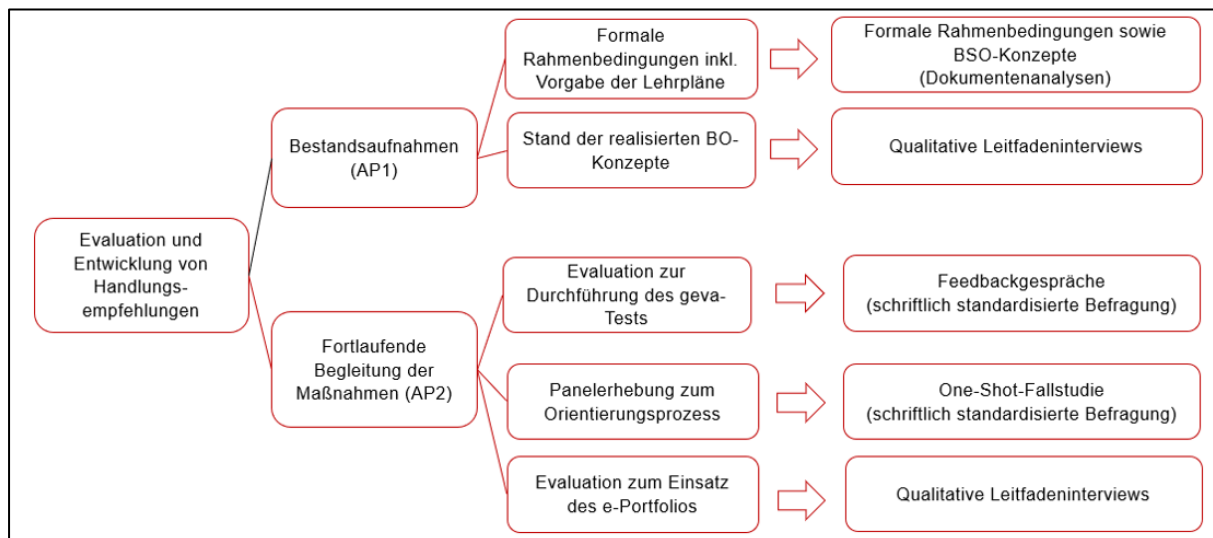 Formale
Rahmenbedingungen inkl.
Vorgabe der Lehrpläne
Formale Rahmenbedingungen sowie
BSO-Konzepte
(Dokumentenanalysen)
Bestandsaufnahmen
(AP1)
Stand der realisierten BO-
Konzepte
Qualitative Leitfadeninterviews
Evaluation und
Entwicklung von
Handlungs-
empfehlungen
Evaluation zur
Durchführung des geva-
Tests
Feedbackgespräche
(schriftlich standardisierte Befragung)
Fortlaufende
Begleitung der
Maßnahmen (AP2)
Panelerhebung zum
Orientierungsprozess
One-Shot-Fallstudie
(schriftlich standardisierte Befragung)
Evaluation zum Einsatz
des e-Portfolios
Qualitative Leitfadeninterviews